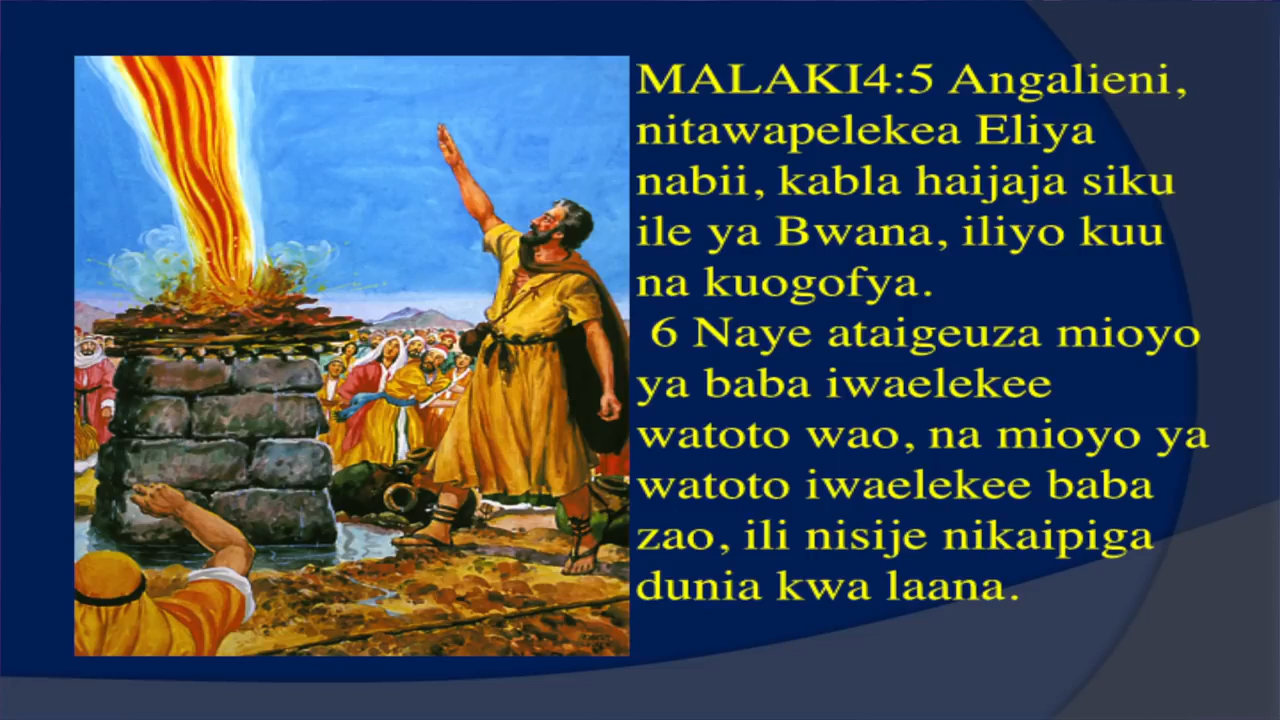 MALAKI4:5 Angalieni,
nitawapelekea Eliya
nabii, kabla haijaja siku
ile ya Bwana, iliyo kuu
na kuogofya.
6 Naye ataigeuza mioyo
ya baba iwaelekee
watoto wao, na mioyo ya
watoto iwaelekee baba
zao, ili nisije nikaipiga
dunia kwa laana.